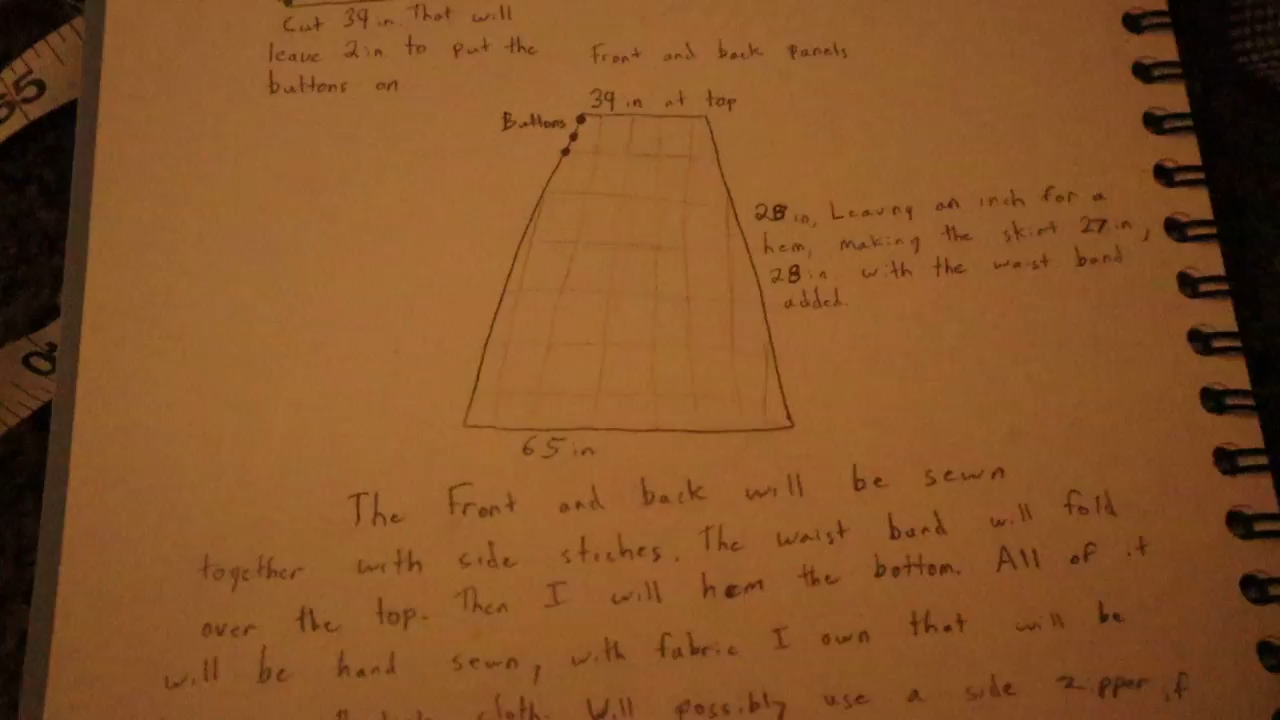 Cut 39 in. That will
leave 2 in to put the
buttons on
Front and back panels
39 in at top
Buttons
28 in, Leaving an inch for a
hem, making the skirt 27 in,
28 in with the waist band
added.
65 in
The Front and back will be sewn
together with side stiches. The waist band will fold
over the top. Then I will hem the bottom. All of it
will be hand sewn, with fabric I own that will be
cloth. Will possibly use a side zipper if
5
0